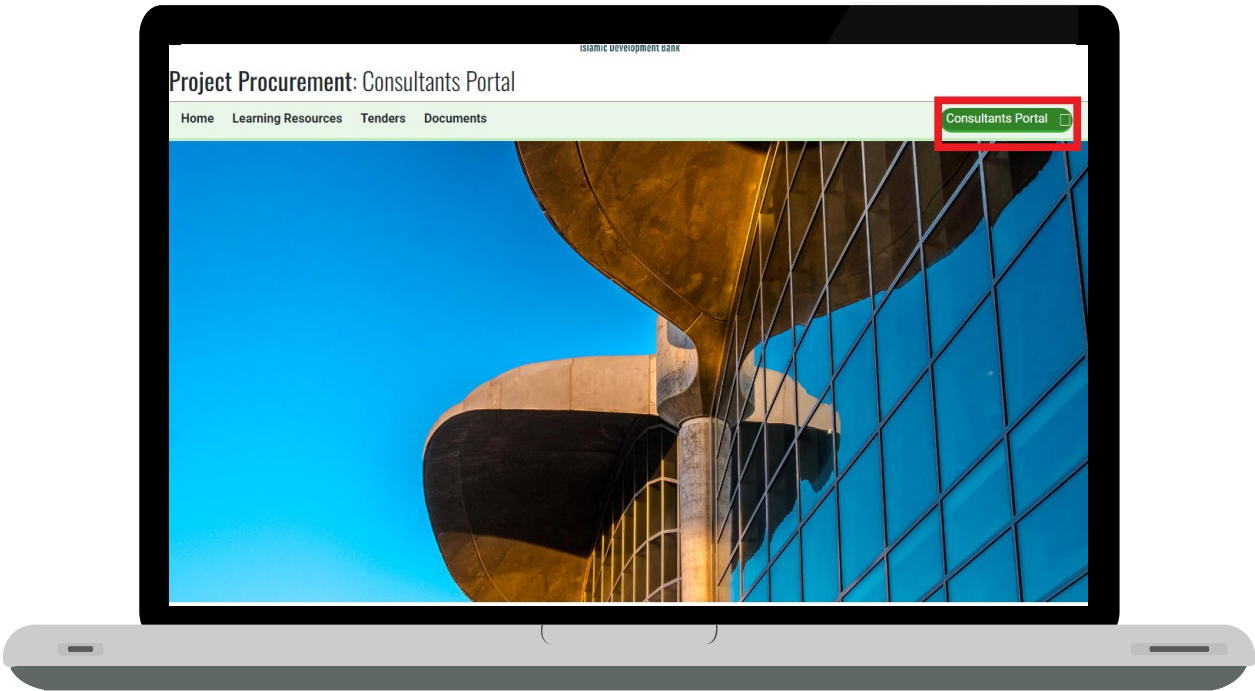 Islamic Development Bank
Project Procurement: Consultants Portal
Home Learning Resources Tenders Documents Consultants Portal